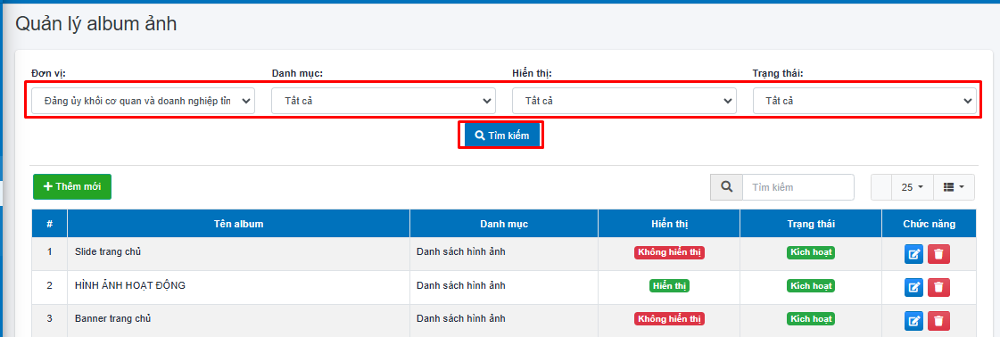 Quản lý album ảnh
Đơn vị: Danh mục: Hiển thị: Trạng thái:
Đảng ủy khối cơ quan và doanh nghiệp tỉn Tất cả Tất cả Tất cả
Tìm kiếm
Thêm mới Tìm kiếm 25
# Tên album Danh mục Hiển thị Trạng thái Chức năng
1 Slide trang chủ Danh sách hình ảnh Không hiển thị Kích hoạt
2 HÌNH ẢNH HOẠT ĐỘNG Danh sách hình ảnh Hiển thị Kích hoạt
3 Banner trang chủ Danh sách hình ảnh Không hiển thị Kích hoạt